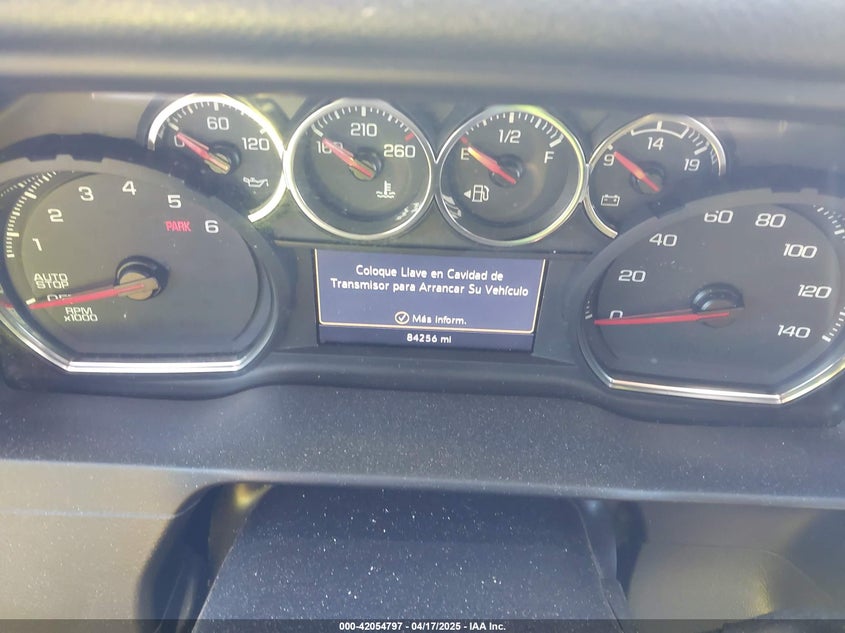 0 60 120
160 210 260
E 1/2 F
9 14 19
1 2 3 4 5 6
PARK
AUTO
STOP
RPM
x1000
Coloque Llave en Cavidad de
Transmisor para Arrancar Su Vehículo
Más inform.
84256 mi
0 20 40 60 80 100 120 140
000-42054797 - 04/17/2025 - IAA Inc.